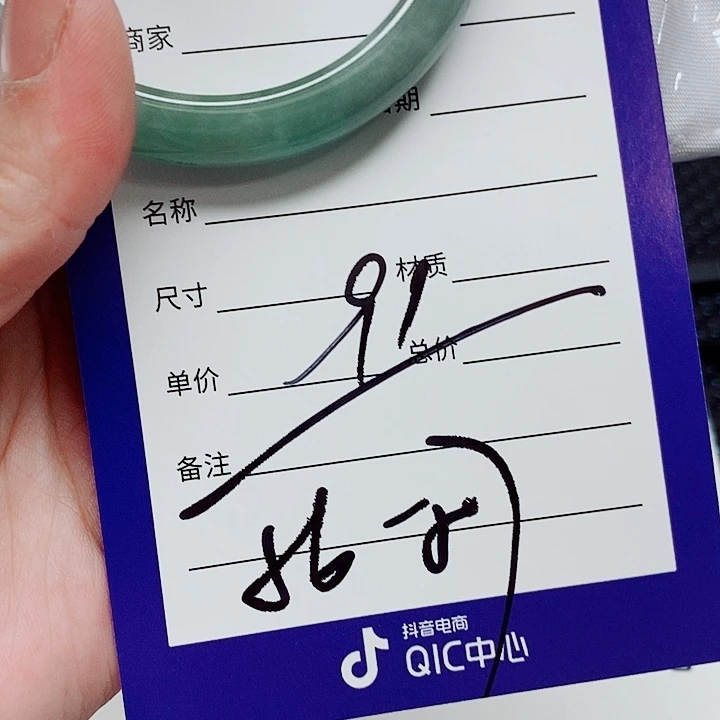 商家
期
名称
尺寸 91 材质
单价 总价
备注
抖音电商
QIC中心